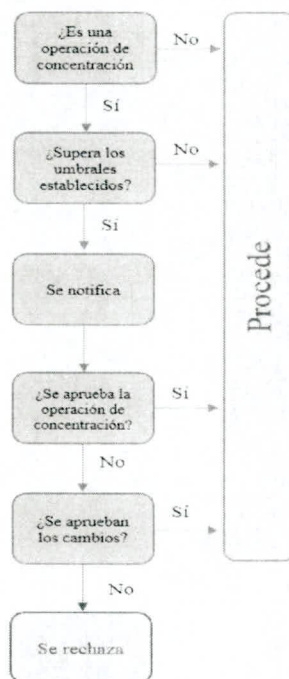 ¿Es una
operación de
concentración
No
Sí
¿Supera los
umbrales
establecidos?
No
Sí
Se notifica
Procede
¿Se aprueba la
operación de
concentración?
Sí
No
¿Se aprueban
los cambios?
Sí
No
Se rechaza